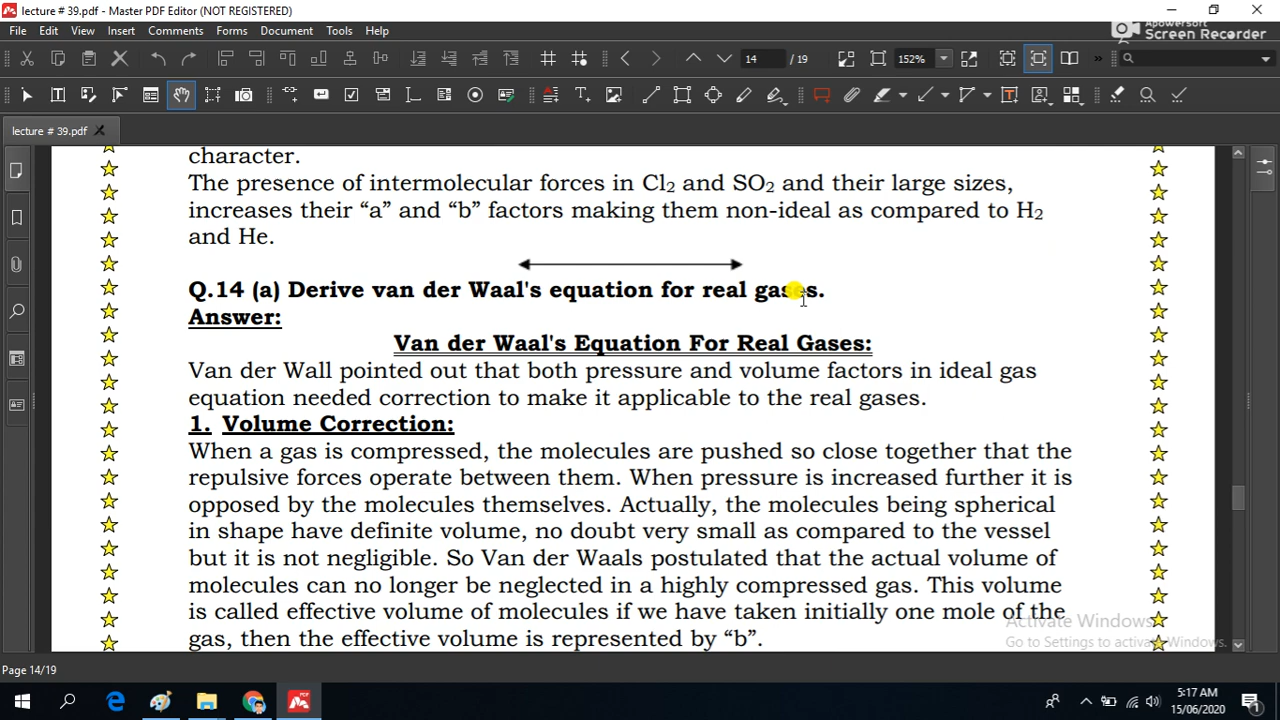 lecture # 39.pdf - Master PDF Editor (NOT REGISTERED)
File Edit View Insert Comments Forms Document Tools Help
Apowersoft
Screen Recorder
14 / 19 152%
lecture # 39.pdf
character.
The presence of intermolecular forces in Cl₂ and SO₂ and their large sizes,
increases their “a” and “b” factors making them non-ideal as compared to H₂
and He.
Q.14 (a) Derive van der Waal's equation for real gases.
Answer:
Van der Waal's Equation For Real Gases:
Van der Wall pointed out that both pressure and volume factors in ideal gas
equation needed correction to make it applicable to the real gases.
1. Volume Correction:
When a gas is compressed, the molecules are pushed so close together that the
repulsive forces operate between them. When pressure is increased further it is
opposed by the molecules themselves. Actually, the molecules being spherical
in shape have definite volume, no doubt very small as compared to the vessel
but it is not negligible. So Van der Waals postulated that the actual volume of
molecules can no longer be neglected in a highly compressed gas. This volume
is called effective volume of molecules if we have taken initially one mole of the
gas, then the effective volume is represented by “b”.
Activate Windows
Go to Settings to activate Windows.
Page 14/19
5:17 AM
15/06/2020